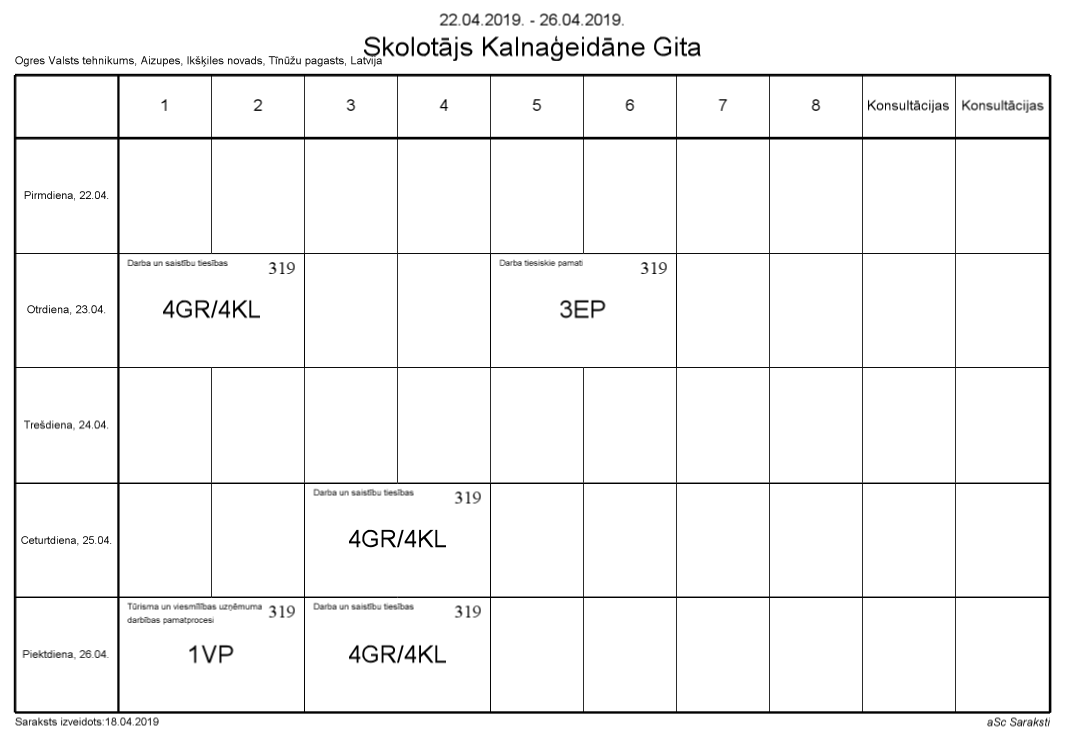 22.04.2019. - 26.04.2019.
Skolotājs Kalnaģeidāne Gita
Ogres Valsts tehnikums, Aizupes, Ikšķiles novads, Tīnūžu pagasts, Latvija
1 2 3 4 5 6 7 8 Konsultācijas Konsultācijas
Pirmdiena, 22.04.
Darba un saistību tiesības 319 Darba tiesiskie pamati 319
Otrdiena, 23.04. 4GR/4KL 3EP
Trešdiena, 24.04.
Darba un saistību tiesības 319
Ceturtdiena, 25.04. 4GR/4KL
Tūrisma un viesmīlības uzņēmuma 319 Darba un saistību tiesības 319
darbības pamatprocesi
Piektdiena, 26.04. 1VP 4GR/4KL
Saraksts izveidots:18.04.2019 aSc Saraksti